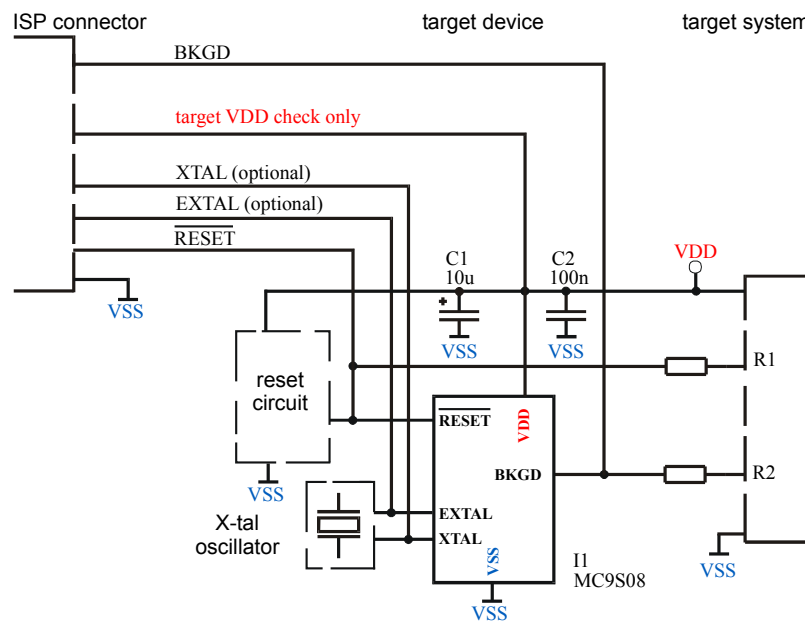 ISP connector
target device
target system
BKGD
target VDD check only
XTAL (optional)
EXTAL (optional)
RESET
VSS
C1
10u
C2
100n
VDD
+
VSS
VSS
reset
circuit
R1
RESET
VDD
BKGD
R2
VSS
X-tal
oscillator
EXTAL
XTAL
VSS
I1
MC9S08
VSS
VSS